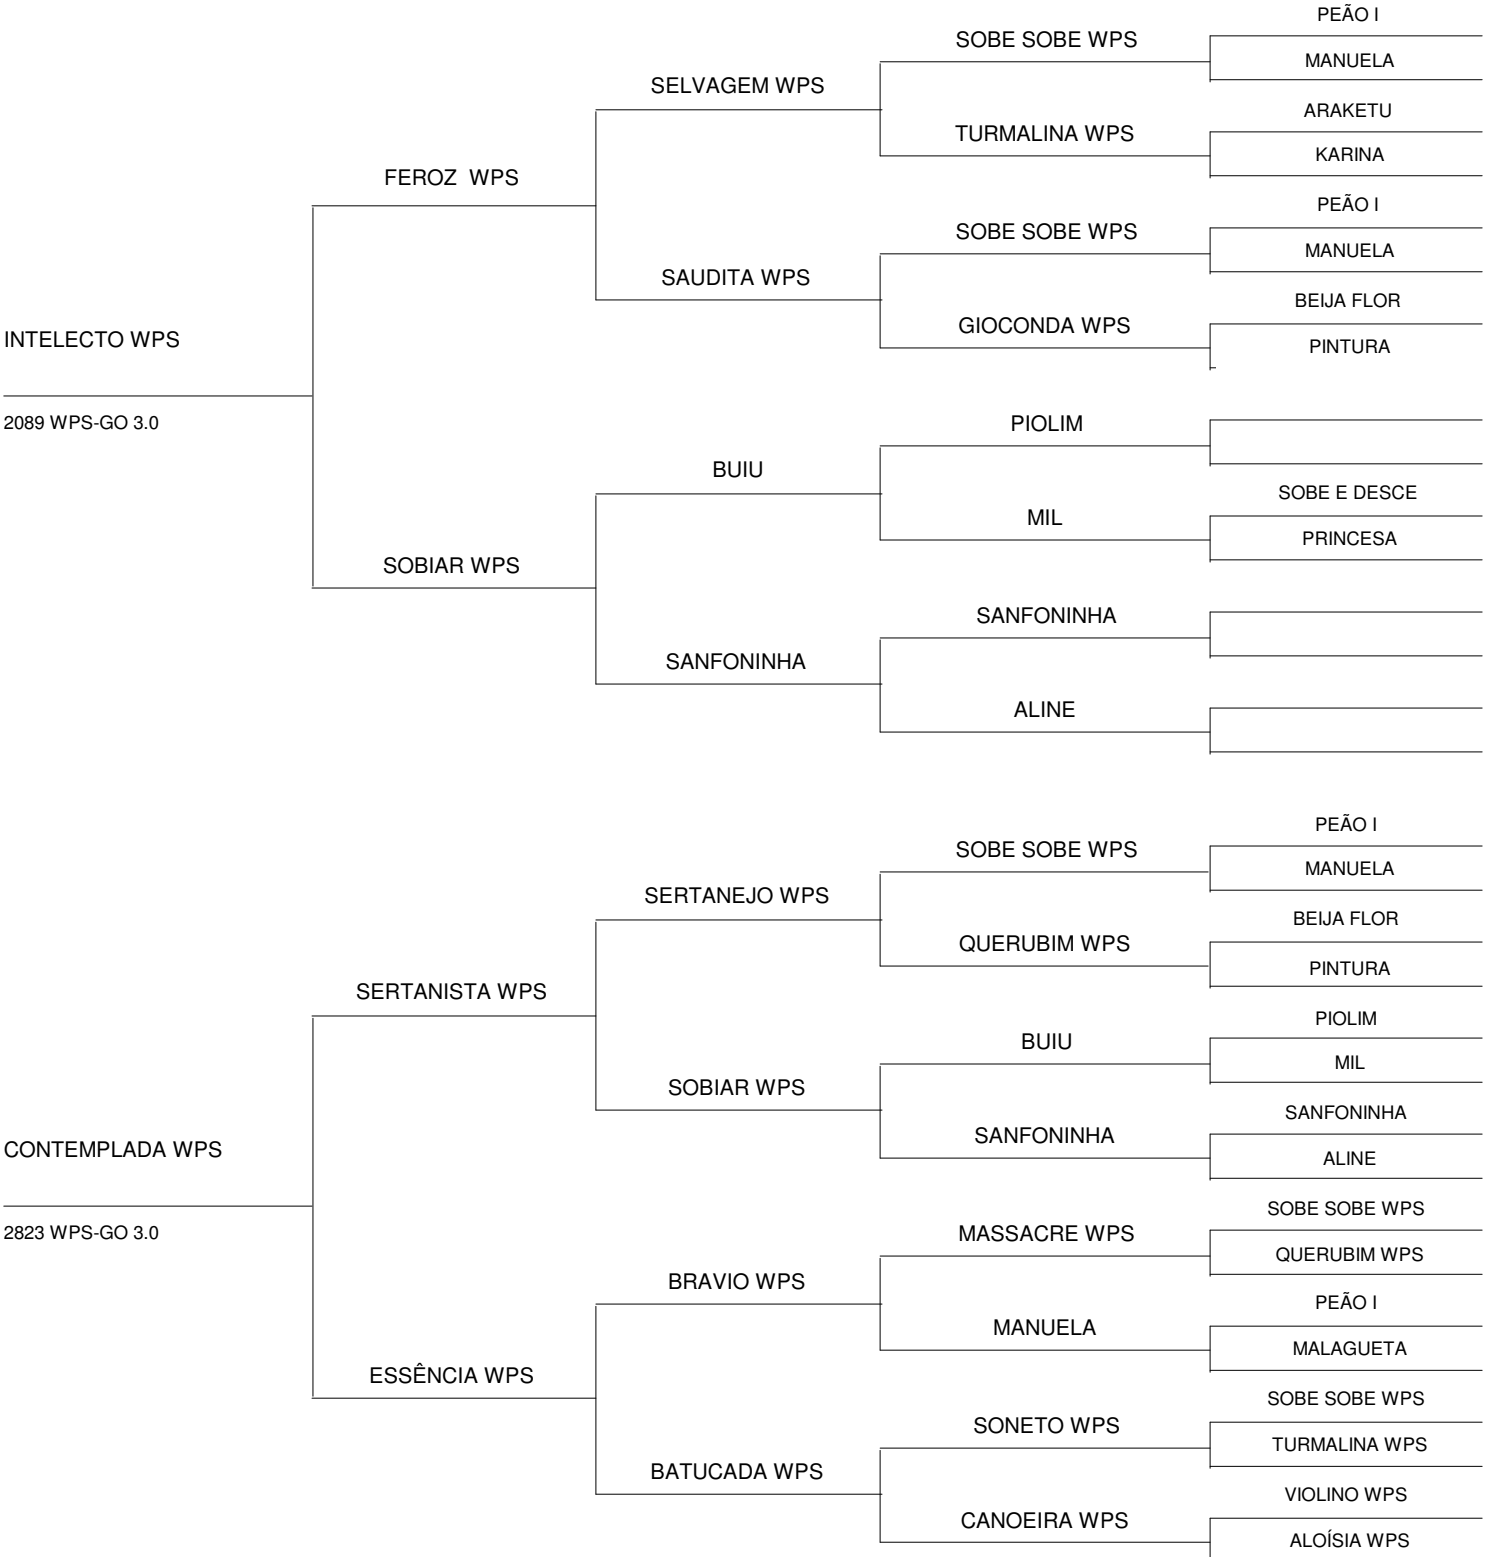 PEÃO I
SOBE SOBE WPS
MANUELA
SELVAGEM WPS
ARAKETU
TURMALINA WPS
KARINA
FEROZ  WPS
PEÃO I
SOBE SOBE WPS
MANUELA
SAUDITA WPS
BEIJA FLOR
GIOCONDA WPS
PINTURA
INTELECTO WPS
2089 WPS-GO 3.0
PIOLIM
BUIU
SOBE E DESCE
MIL
PRINCESA
SOBIAR WPS
SANFONINHA
SANFONINHA
ALINE
PEÃO I
SOBE SOBE WPS
MANUELA
SERTANEJO WPS
BEIJA FLOR
QUERUBIM WPS
PINTURA
SERTANISTA WPS
PIOLIM
BUIU
MIL
SOBIAR WPS
SANFONINHA
SANFONINHA
ALINE
CONTEMPLADA WPS
2823 WPS-GO 3.0
SOBE SOBE WPS
MASSACRE WPS
QUERUBIM WPS
BRAVIO WPS
PEÃO I
MANUELA
MALAGUETA
ESSÊNCIA WPS
SOBE SOBE WPS
SONETO WPS
TURMALINA WPS
BATUCADA WPS
VIOLINO WPS
CANOEIRA WPS
ALOÍSIA WPS